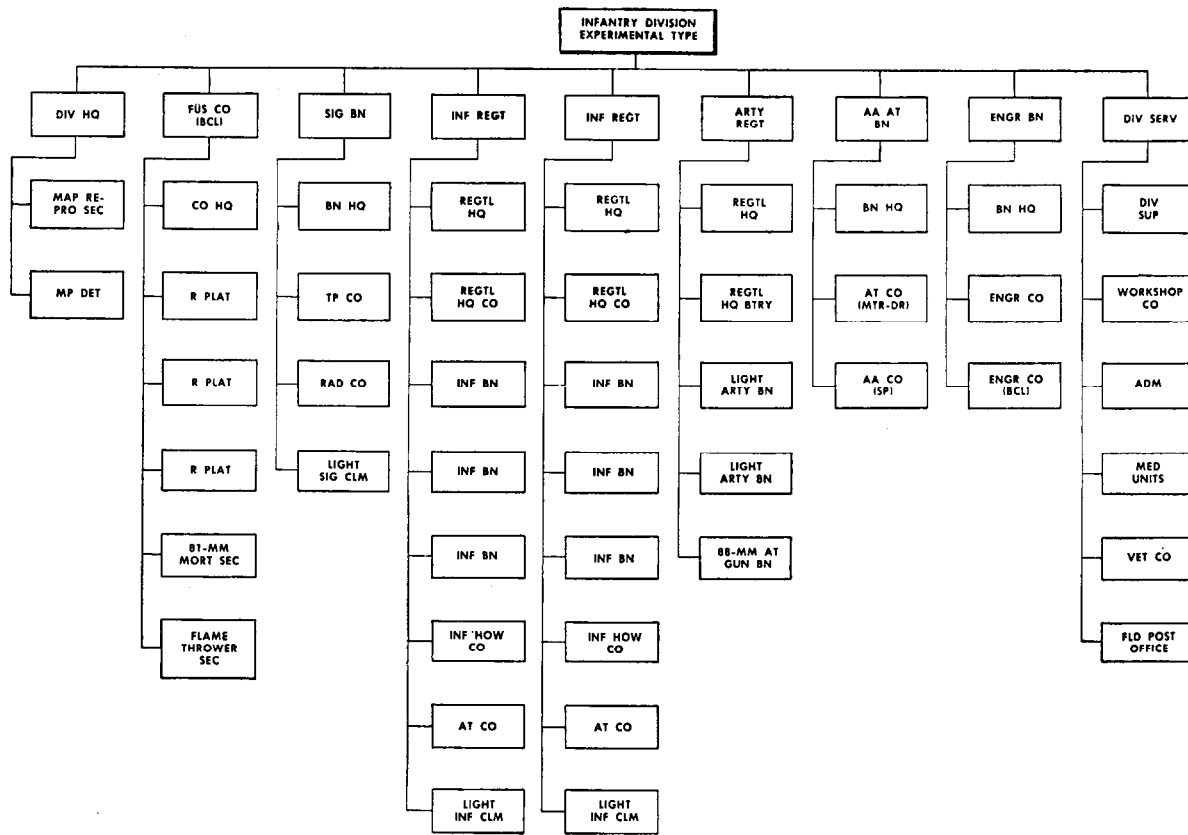 INFANTRY DIVISION
EXPERIMENTAL TYPE
DIV HQ
MAP RE-
PRO SEC
MP DET
FÜS CO
(BCL)
CO HQ
R PLAT
R PLAT
R PLAT
81-MM
MORT SEC
FLAME
THROWER
SEC
SIG BN
BN HQ
TP CO
RAD CO
LIGHT
SIG CLM
INF REGT
REGTL
HQ
REGTL
HQ CO
INF BN
INF BN
INF BN
INF HOW
CO
AT CO
LIGHT
INF CLM
INF REGT
REGTL
HQ
REGTL
HQ CO
INF BN
INF BN
INF BN
INF HOW
CO
AT CO
LIGHT
INF CLM
ARTY
REGT
REGTL
HQ
REGTL
HQ BTRY
LIGHT
ARTY BN
LIGHT
ARTY BN
88-MM AT
GUN BN
AA AT
BN
BN HQ
AT CO
(MTR-DR)
AA CO
(SP)
ENGR BN
BN HQ
ENGR CO
ENGR CO
(BCL)
DIV SERV
DIV
SUP
WORKSHOP
CO
ADM
MED
UNITS
VET CO
FLD POST
OFFICE